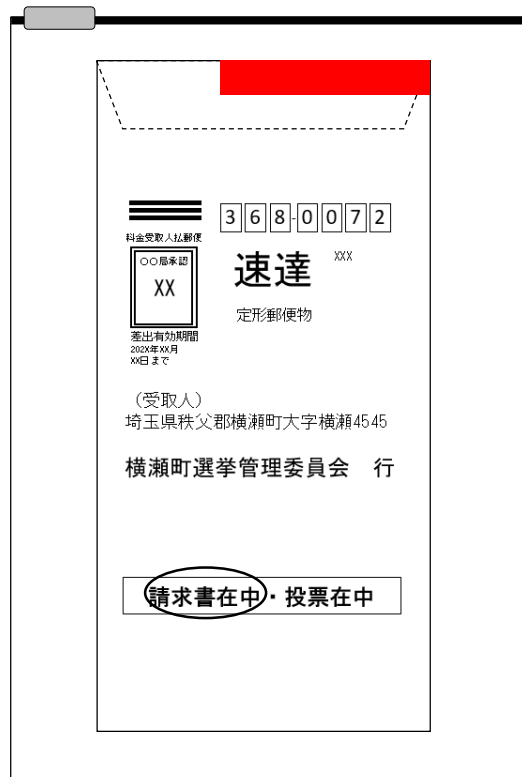 368-0072
料金受取人払郵便
〇〇局承認
XX
差出有効期間
202X年XX月
XX日まで
速達
XXX
定形郵便物
（受取人）
埼玉県秩父郡横瀬町大字横瀬4545
横瀬町選挙管理委員会　行
請求書在中・投票在中